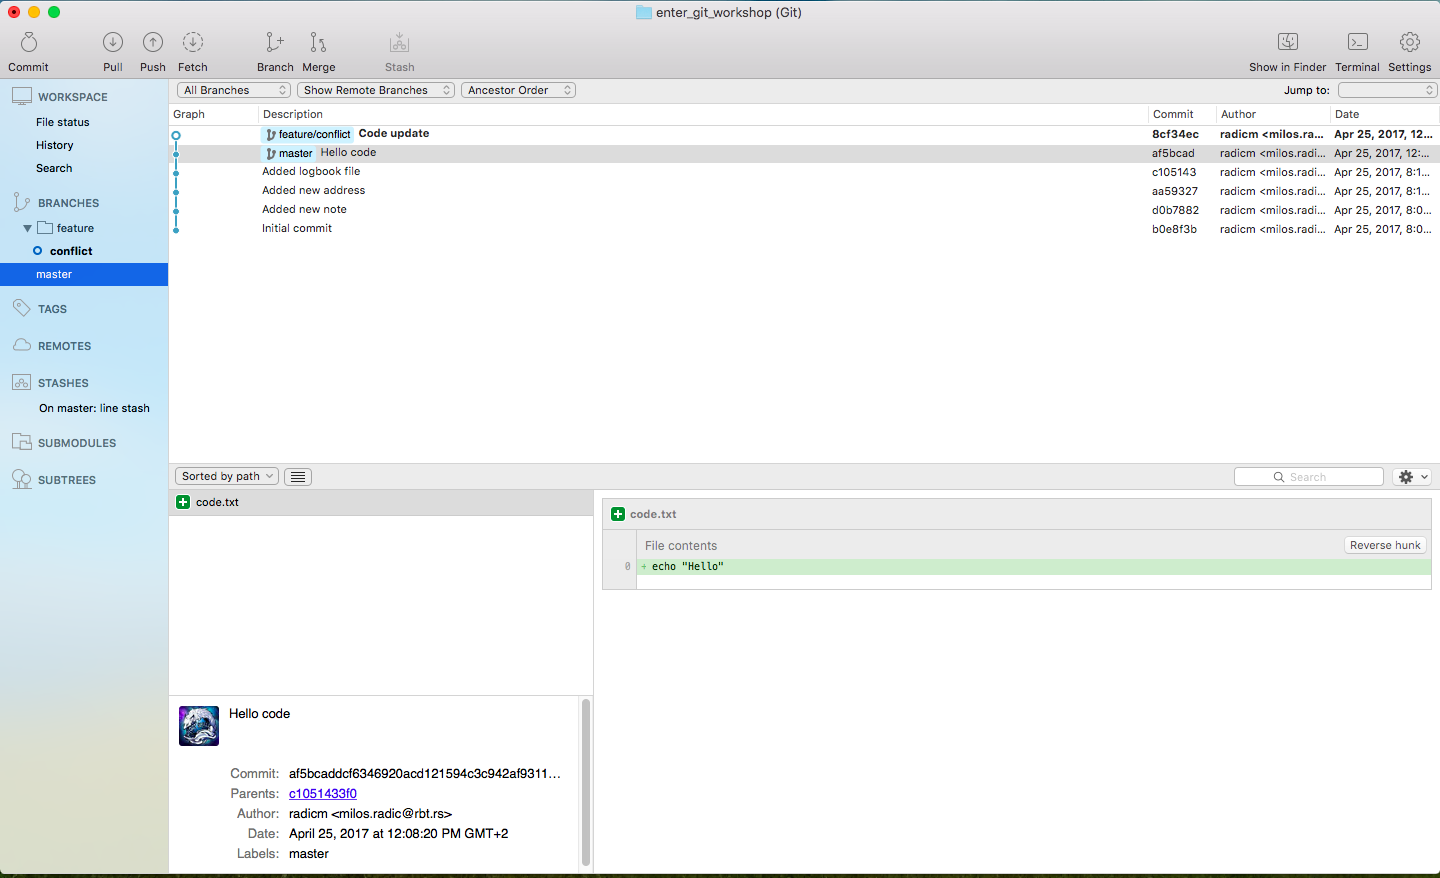 enter_git_workshop (Git)
Commit Pull Push Fetch Branch Merge Stash Show in Finder Terminal Settings
WORKSPACE
File status
History
Search
BRANCHES
feature
conflict
master
TAGS
REMOTES
STASHES
On master: line stash
SUBMODULES
SUBTREES
All Branches Show Remote Branches Ancestor Order Jump to:
Graph Description Commit Author Date
feature/conflict Code update 8cf34ec radicm <milos.ra... Apr 25, 2017, 12...
master Hello code af5bcad radicm <milos.radi... Apr 25, 2017, 12:...
Added logbook file c105143 radicm <milos.radi... Apr 25, 2017, 8:1...
Added new address aa59327 radicm <milos.radi... Apr 25, 2017, 8:1...
Added new note d0b7882 radicm <milos.radi... Apr 25, 2017, 8:0...
Initial commit b0e8f3b radicm <milos.radi... Apr 25, 2017, 8:0...
Sorted by path Search
code.txt
Hello code
Commit: af5bcaddcf6346920acd121594c3c942af9311...
Parents: c1051433f0
Author: radicm <milos.radic@rbt.rs>
Date: April 25, 2017 at 12:08:20 PM GMT+2
Labels: master
code.txt
File contents Reverse hunk
0 + echo "Hello"